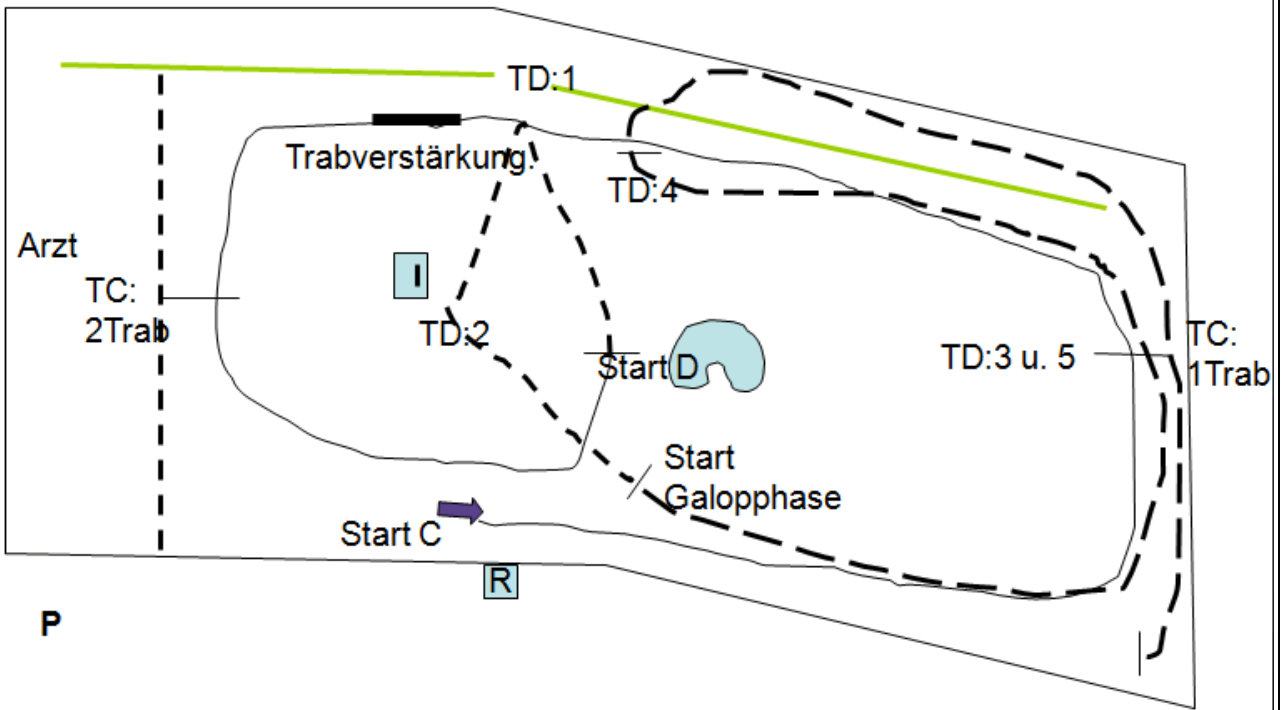 TD:1
Trabverstärkung.
TD:4
Arzt
I
TC:
2Trab
TD:2
Start D
TD:3 u. 5
TC:
1Trab
Start
Galopphase
Start C
R
P